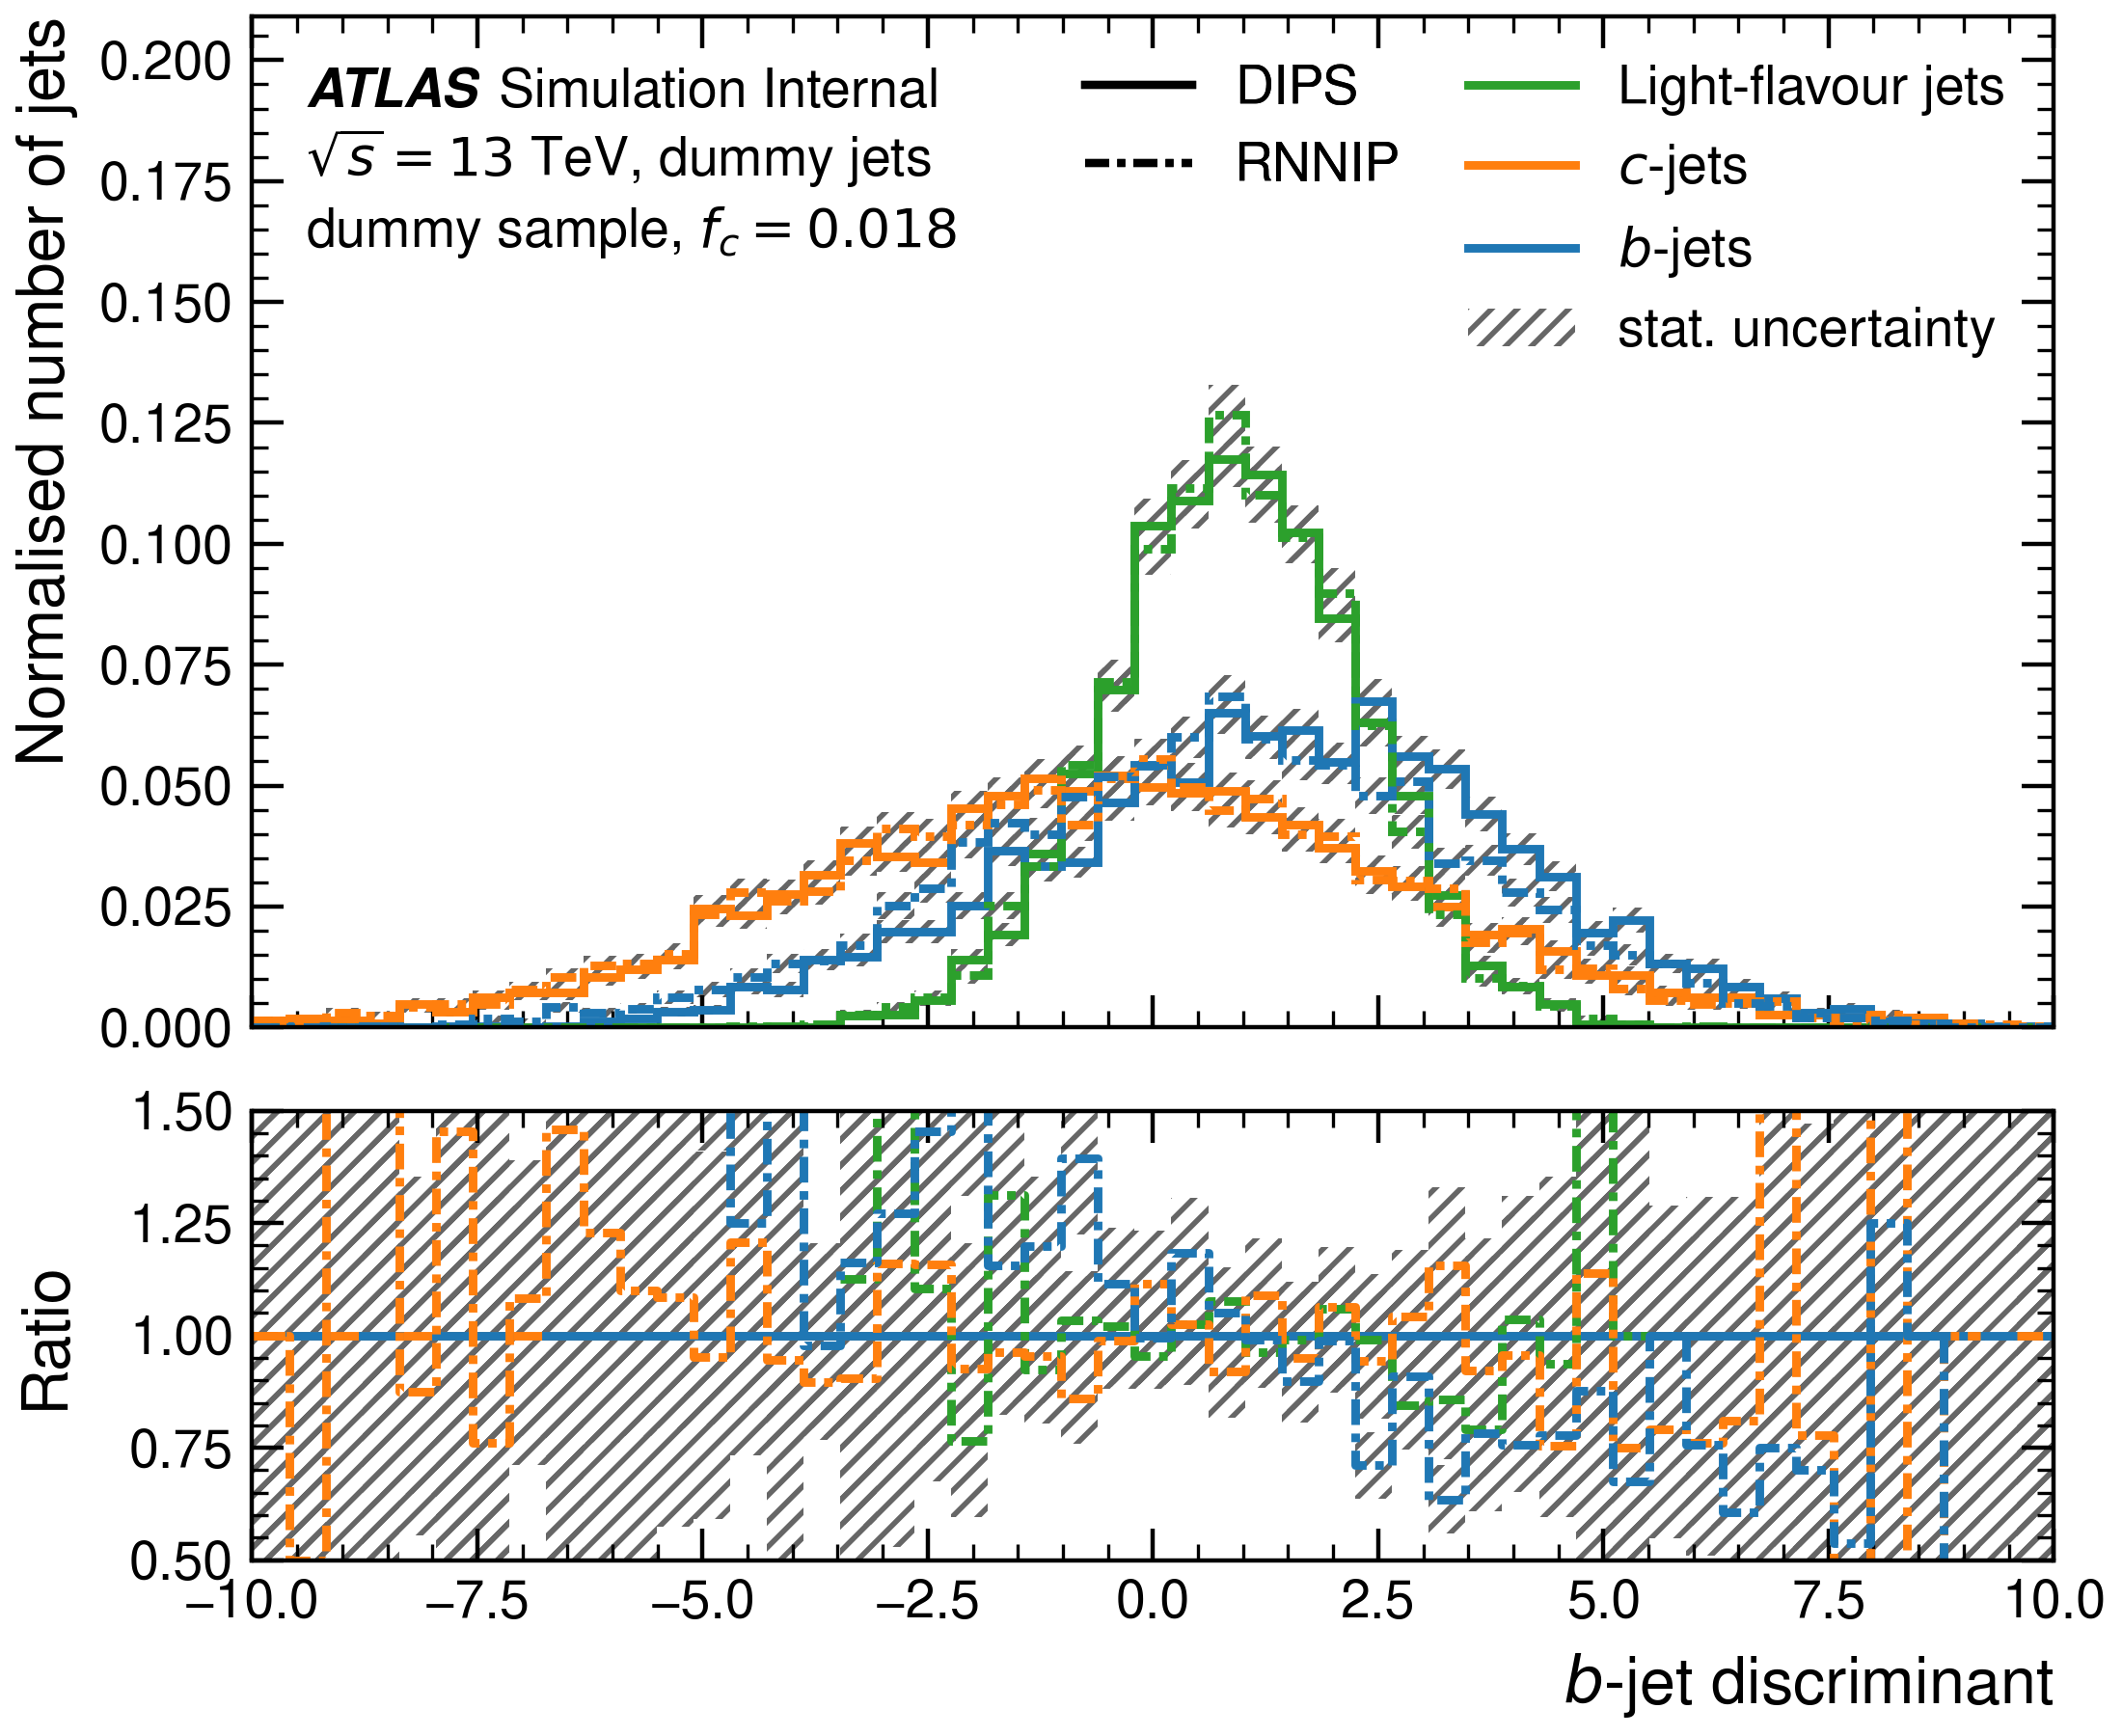 Normalised number of jets
0.200
0.175
0.150
0.125
0.100
0.075
0.050
0.025
0.000
ATLAS Simulation Internal
√s = 13 TeV, dummy jets
dummy sample, f_c = 0.018
DIPS
RNNIP
Light-flavour jets
c-jets
b-jets
stat. uncertainty
Ratio
1.50
1.25
1.00
0.75
0.50
−10.0 −7.5 −5.0 −2.5 0.0 2.5 5.0 7.5 10.0
b-jet discriminant